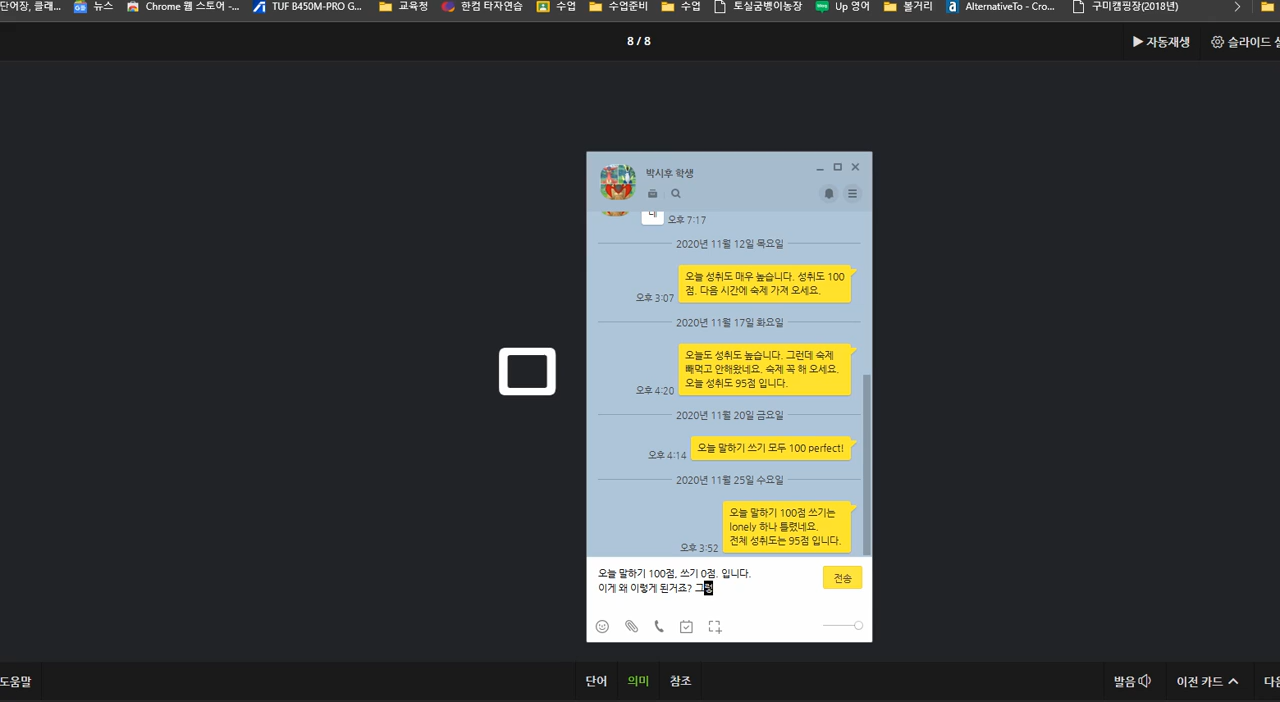 단어장, 클래... 뉴스 Chrome 웹 스토어 -... TUF B450M-PRO G... 교육청 한컴 타자연습 수업 수업준비 수업 토실궁뱅이농장 Up 영어 볼거리 AlternativeTo - Cro... 구미캠핑장(2018년)
8 / 8
자동재생 슬라이드
박시후 학생
오후 7:17
2020년 11월 12일 목요일
오늘 성취도 매우 높습니다. 성취도 100
점. 다음 시간에 숙제 가져 오세요.
오후 3:07
2020년 11월 17일 화요일
오늘도 성취도 높습니다. 그런데 숙제
빼먹고 안해왔네요. 숙제 꼭 해 오세요.
오늘 성취도 95점 입니다.
오후 4:20
2020년 11월 20일 금요일
오늘 말하기 쓰기 모두 100 perfect!
오후 4:14
2020년 11월 25일 수요일
오늘 말하기 100점 쓰기는
lonely 하나 틀렸네요.
전체 성취도는 95점 입니다.
오후 3:52
오늘 말하기 100점, 쓰기 0점. 입니다.
이게 왜 이렇게 된거죠? 그렇
전송
도움말
단어 의미 참조
발음 이전 카드